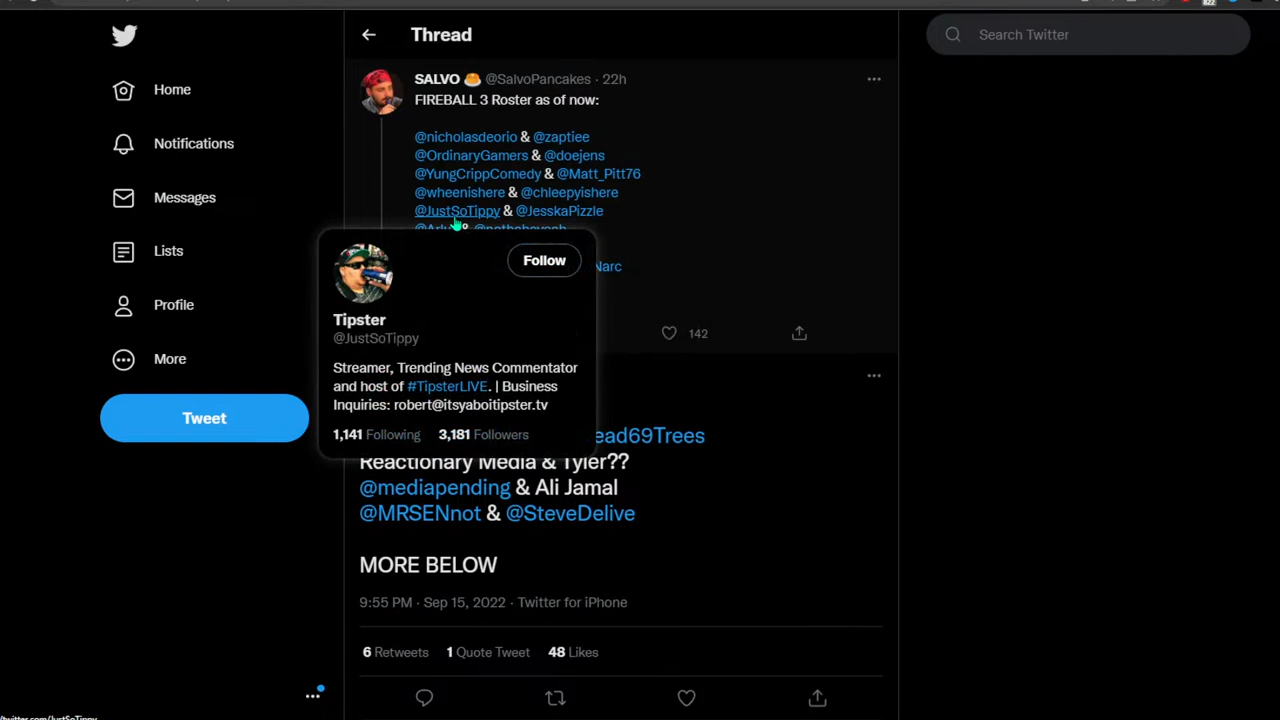 822
Thread
Search Twitter
Home
Notifications
Messages
Lists
Profile
More
Tweet
SALVO 🥞 @SalvoPancakes · 22h
FIREBALL 3 Roster as of now:
@nicholasdeorio & @zaptiee
@OrdinaryGamers & @doejens
@YungCrippComedy & @Matt_Pitt76
@wheenishere & @chleepyishere
@JustSoTippy & @JesskaPizzle
Narc
142
Follow
Tipster
@JustSoTippy
Streamer, Trending News Commentator
and host of #TipsterLIVE. | Business
Inquiries: robert@itsyaboitipster.tv
1,141 Following 3,181 Followers
ead69Trees
Reactionary Media & Tyler??
@mediapending & Ali Jamal
@MRSENnot & @SteveDelive
MORE BELOW
9:55 PM · Sep 15, 2022 · Twitter for iPhone
6 Retweets 1 Quote Tweet 48 Likes